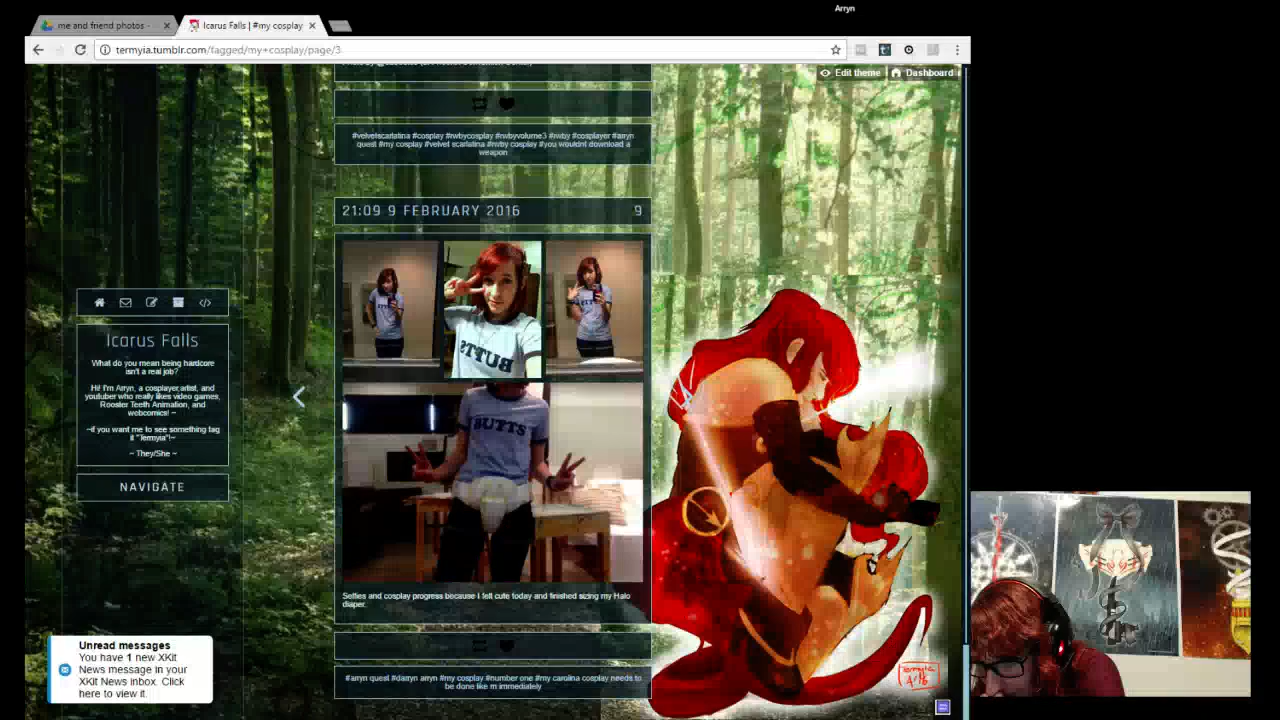 Arryn
me and friend photos -
Icarus Falls | #my cosplay
termyia.tumblr.com/tagged/my+cosplay/page/3
Edit theme
Dashboard
#velvetscarlatina #cosplay #rwbycosplay #rwbyvolume3 #rwby #cosplayer #arryn
quest #my cosplay #velvet scarlatina #rwby cosplay #you wouldnt download a
weapon
21:09 9 FEBRUARY 2016
9
BUTTS
BUTTS
BUTTS
BUTTS
Icarus Falls
What do you mean being hardcore
isn't a real job?
Hi! I'm Arryn, a cosplayer,artist, and
youtuber who really likes video games,
Rooster Teeth Animation, and
webcomics! ~
~if you want me to see something tag
it "Termyia"!~
~ They/She ~
NAVIGATE
Selfies and cosplay progress because I felt cute today and finished sizing my Halo
diaper.
#arryn quest #darryn arryn #my cosplay #number one #my carolina cosplay needs to
be done like rn immediately
Unread messages
You have 1 new XKit
News message in your
XKit News inbox. Click
here to view it.
Termyia
4/16